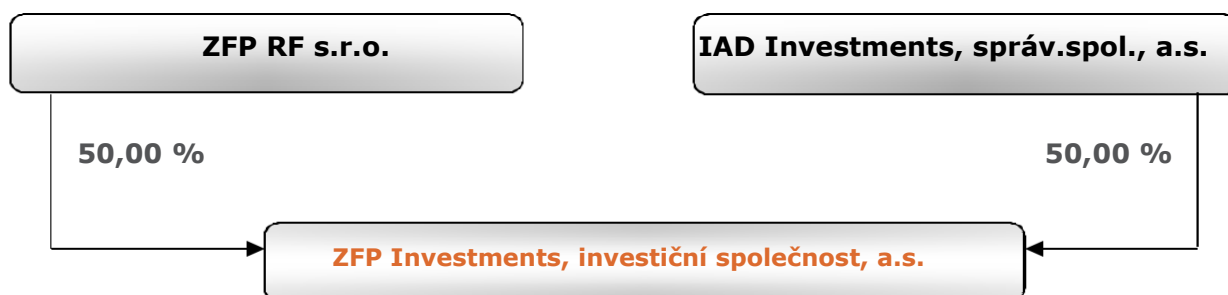 ZFP RF s.r.o.
IAD Investments, správ.spol., a.s.
50,00 %
50,00 %
ZFP Investments, investiční společnost, a.s.